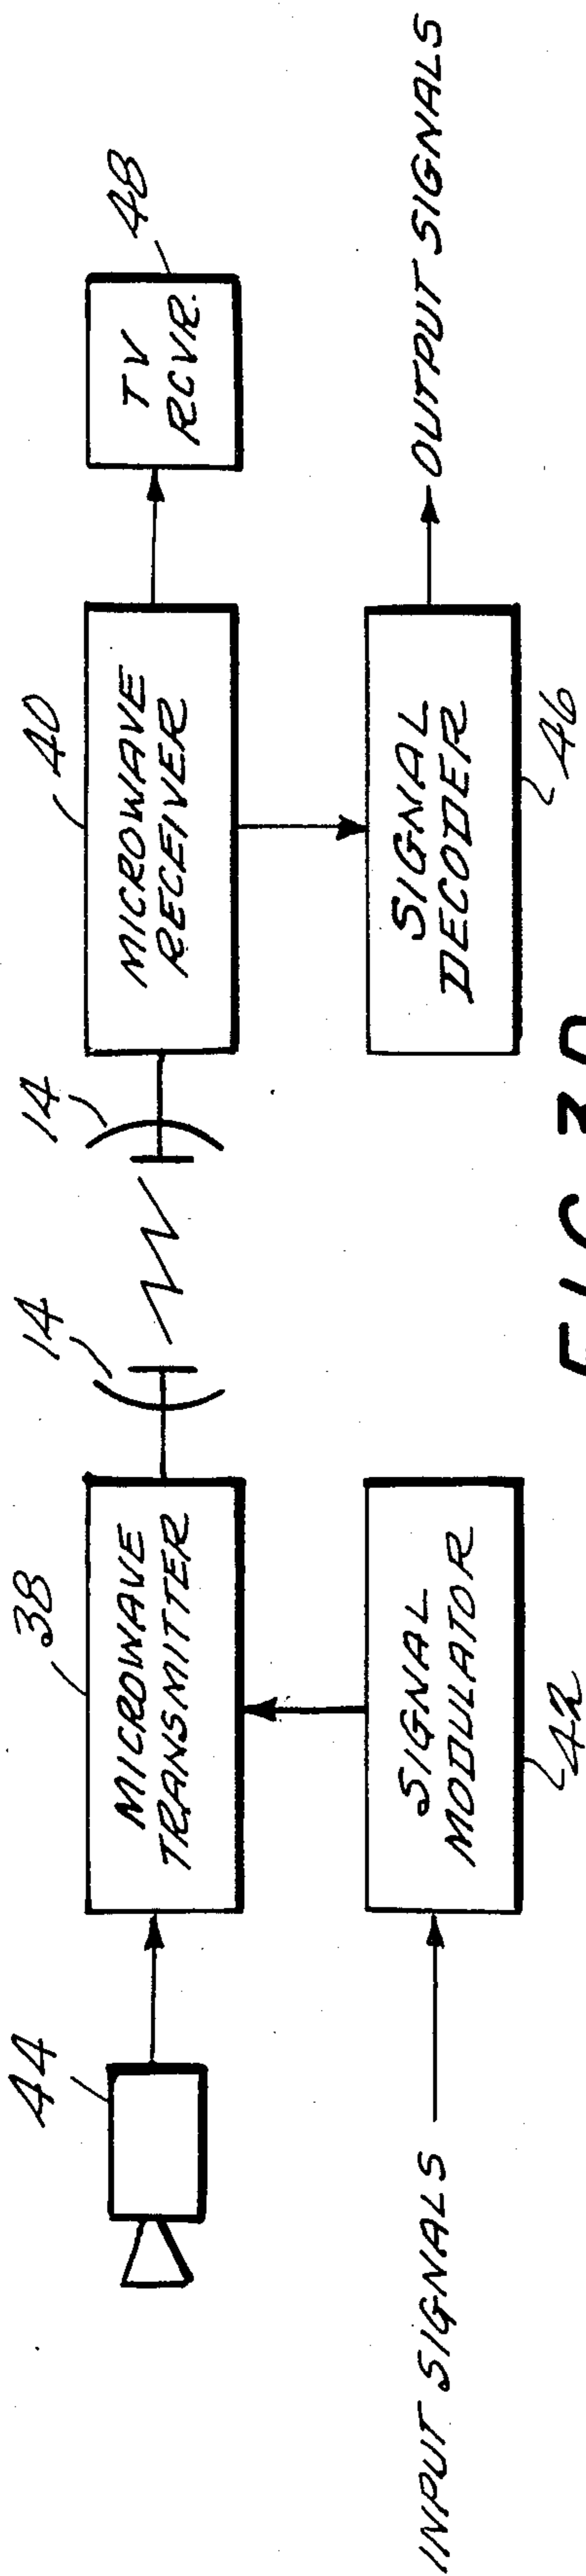 44
38
14
14
40
48
MICROWAVE
TRANSMITTER
MICROWAVE
RECEIVER
TV
RCVR.
INPUT SIGNALS
SIGNAL
MODULATOR
SIGNAL
DECODER
OUTPUT SIGNALS
42
46